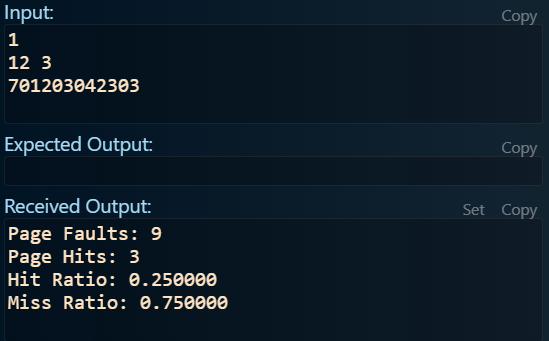 Input:
Copy
1
12 3
701203042303
Expected Output:
Copy
Received Output:
Set Copy
Page Faults: 9
Page Hits: 3
Hit Ratio: 0.250000
Miss Ratio: 0.750000